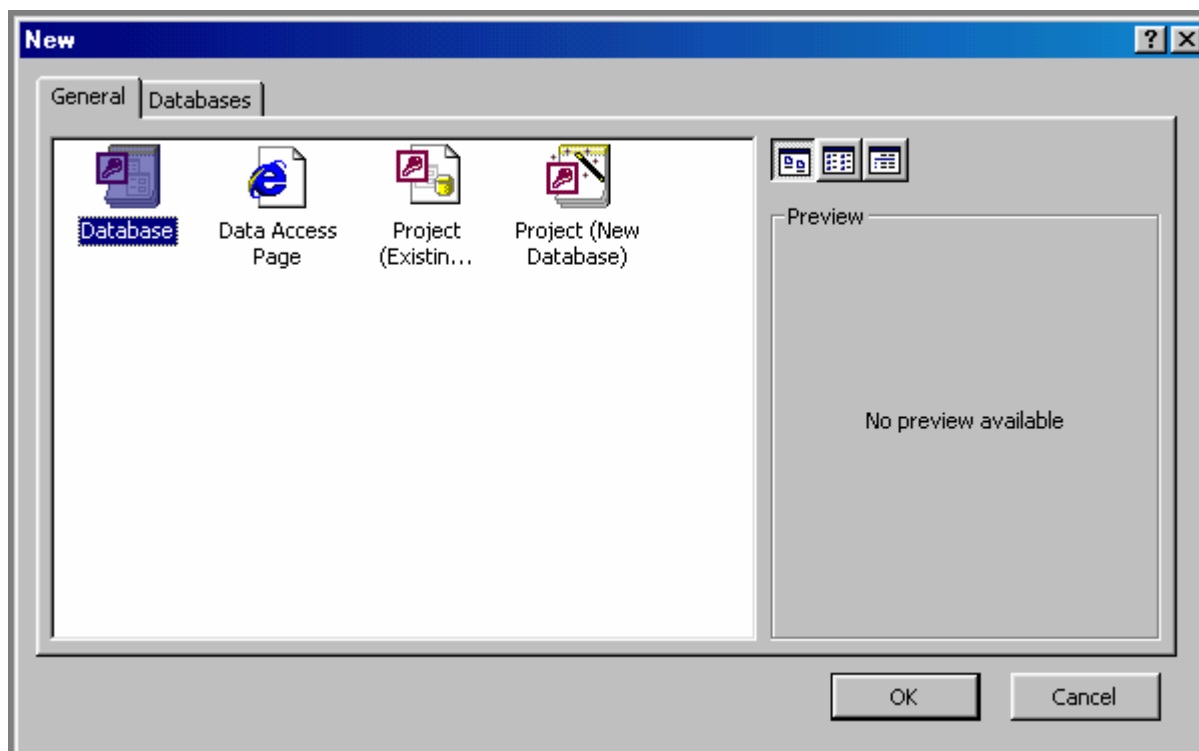 New
General
Databases
Database
Data Access
Page
Project
(Existin...
Project (New
Database)
Preview
No preview available
OK
Cancel